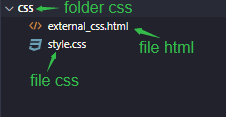 css folder css
external_css.html
file html
style.css
file css